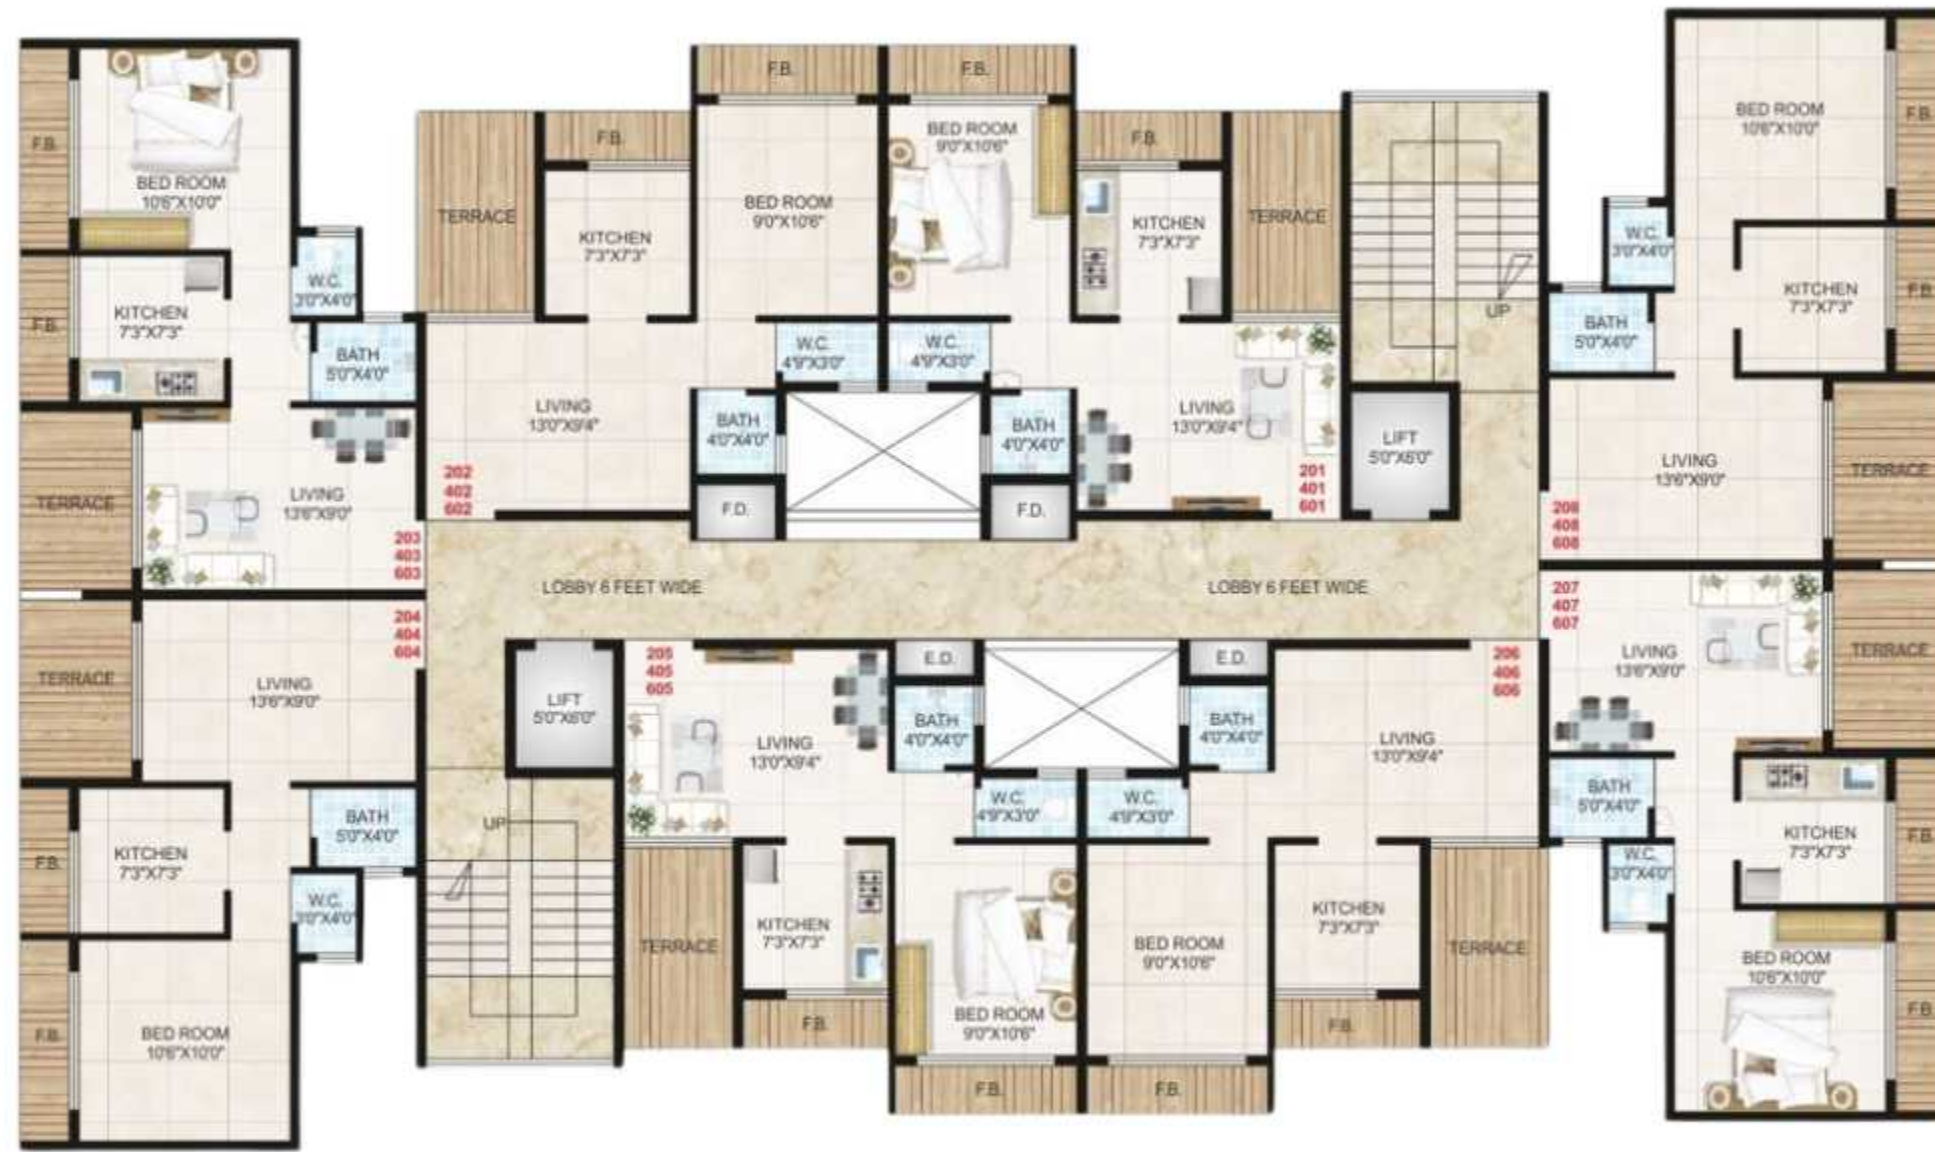 F.B.
BED ROOM
10'6"X10'0"
F.B.
KITCHEN
7'3"X7'3"
W.C.
3'0"X4'0"
BATH
5'0"X4'0"
TERRACE
LIVING
13'6"X9'0"
203
403
603
TERRACE
F.B.
KITCHEN
7'3"X7'3"
F.B.
BED ROOM
9'0"X10'6"
LIVING
13'0"X9'4"
W.C.
4'9"X3'0"
BATH
4'0"X4'0"
F.D.
202
402
602
F.B.
BED ROOM
9'0"X10'6"
F.B.
KITCHEN
7'3"X7'3"
TERRACE
W.C.
4'9"X3'0"
BATH
4'0"X4'0"
F.D.
LIVING
13'0"X9'4"
201
401
601
UP
LIFT
5'0"X6'0"
BED ROOM
10'6"X10'0"
F.B.
W.C.
3'0"X4'0"
KITCHEN
7'3"X7'3"
F.B.
BATH
5'0"X4'0"
LIVING
13'6"X9'0"
TERRACE
208
408
608
LOBBY 6 FEET WIDE
LOBBY 6 FEET WIDE
204
404
604
TERRACE
LIVING
13'6"X9'0"
F.B.
KITCHEN
7'3"X7'3"
BATH
5'0"X4'0"
W.C.
3'0"X4'0"
F.B.
BED ROOM
10'6"X10'0"
LIFT
5'0"X6'0"
UP
205
405
605
LIVING
13'0"X9'4"
E.D.
BATH
4'0"X4'0"
W.C.
4'9"X3'0"
TERRACE
KITCHEN
7'3"X7'3"
F.B.
BED ROOM
9'0"X10'6"
F.B.
E.D.
BATH
4'0"X4'0"
W.C.
4'9"X3'0"
206
406
606
LIVING
13'0"X9'4"
BED ROOM
9'0"X10'6"
F.B.
KITCHEN
7'3"X7'3"
F.B.
TERRACE
207
407
607
LIVING
13'6"X9'0"
TERRACE
BATH
5'0"X4'0"
KITCHEN
7'3"X7'3"
F.B.
W.C.
3'0"X4'0"
BED ROOM
10'6"X10'0"
F.B.